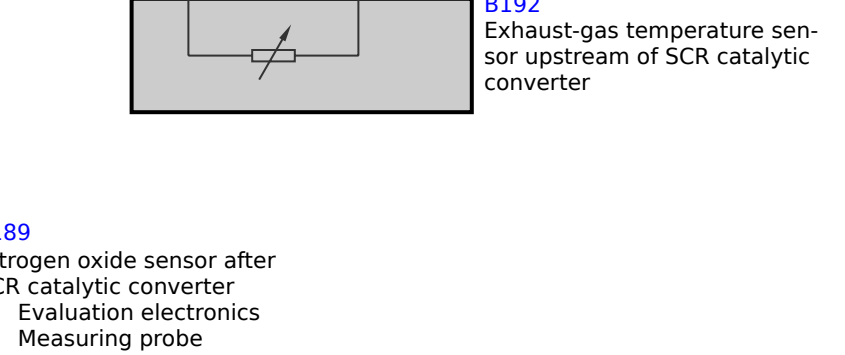 B192
Exhaust-gas temperature sen-
sor upstream of SCR catalytic
converter
89
trogen oxide sensor after
CR catalytic converter
Evaluation electronics
Measuring probe